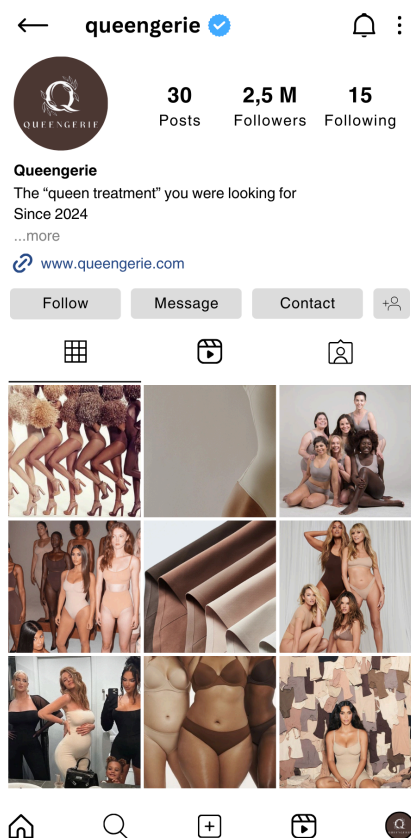 queengerie
Q
QUEENGERIE
30
2,5 M
15
Posts
Followers
Following
Queengerie
The “queen treatment” you were looking for
Since 2024
...more
www.queengerie.com
Follow
Message
Contact
Q